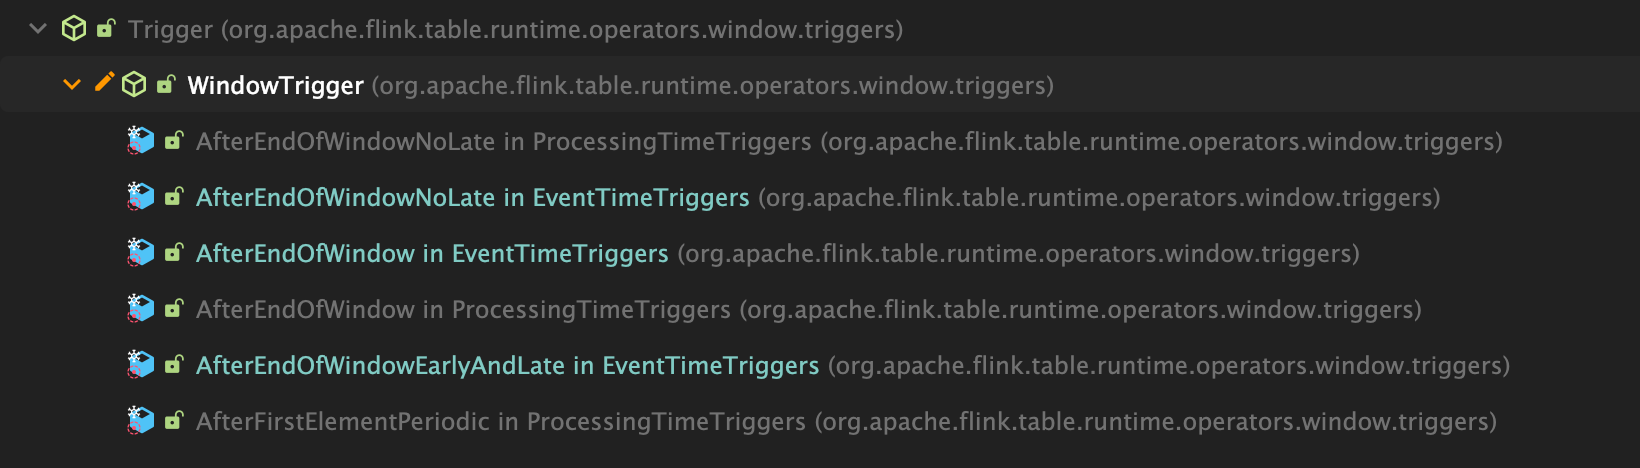 Trigger (org.apache.flink.table.runtime.operators.window.triggers)
WindowTrigger (org.apache.flink.table.runtime.operators.window.triggers)
AfterEndOfWindowNoLate in ProcessingTimeTriggers (org.apache.flink.table.runtime.operators.window.triggers)
AfterEndOfWindowNoLate in EventTimeTriggers (org.apache.flink.table.runtime.operators.window.triggers)
AfterEndOfWindow in EventTimeTriggers (org.apache.flink.table.runtime.operators.window.triggers)
AfterEndOfWindow in ProcessingTimeTriggers (org.apache.flink.table.runtime.operators.window.triggers)
AfterEndOfWindowEarlyAndLate in EventTimeTriggers (org.apache.flink.table.runtime.operators.window.triggers)
AfterFirstElementPeriodic in ProcessingTimeTriggers (org.apache.flink.table.runtime.operators.window.triggers)